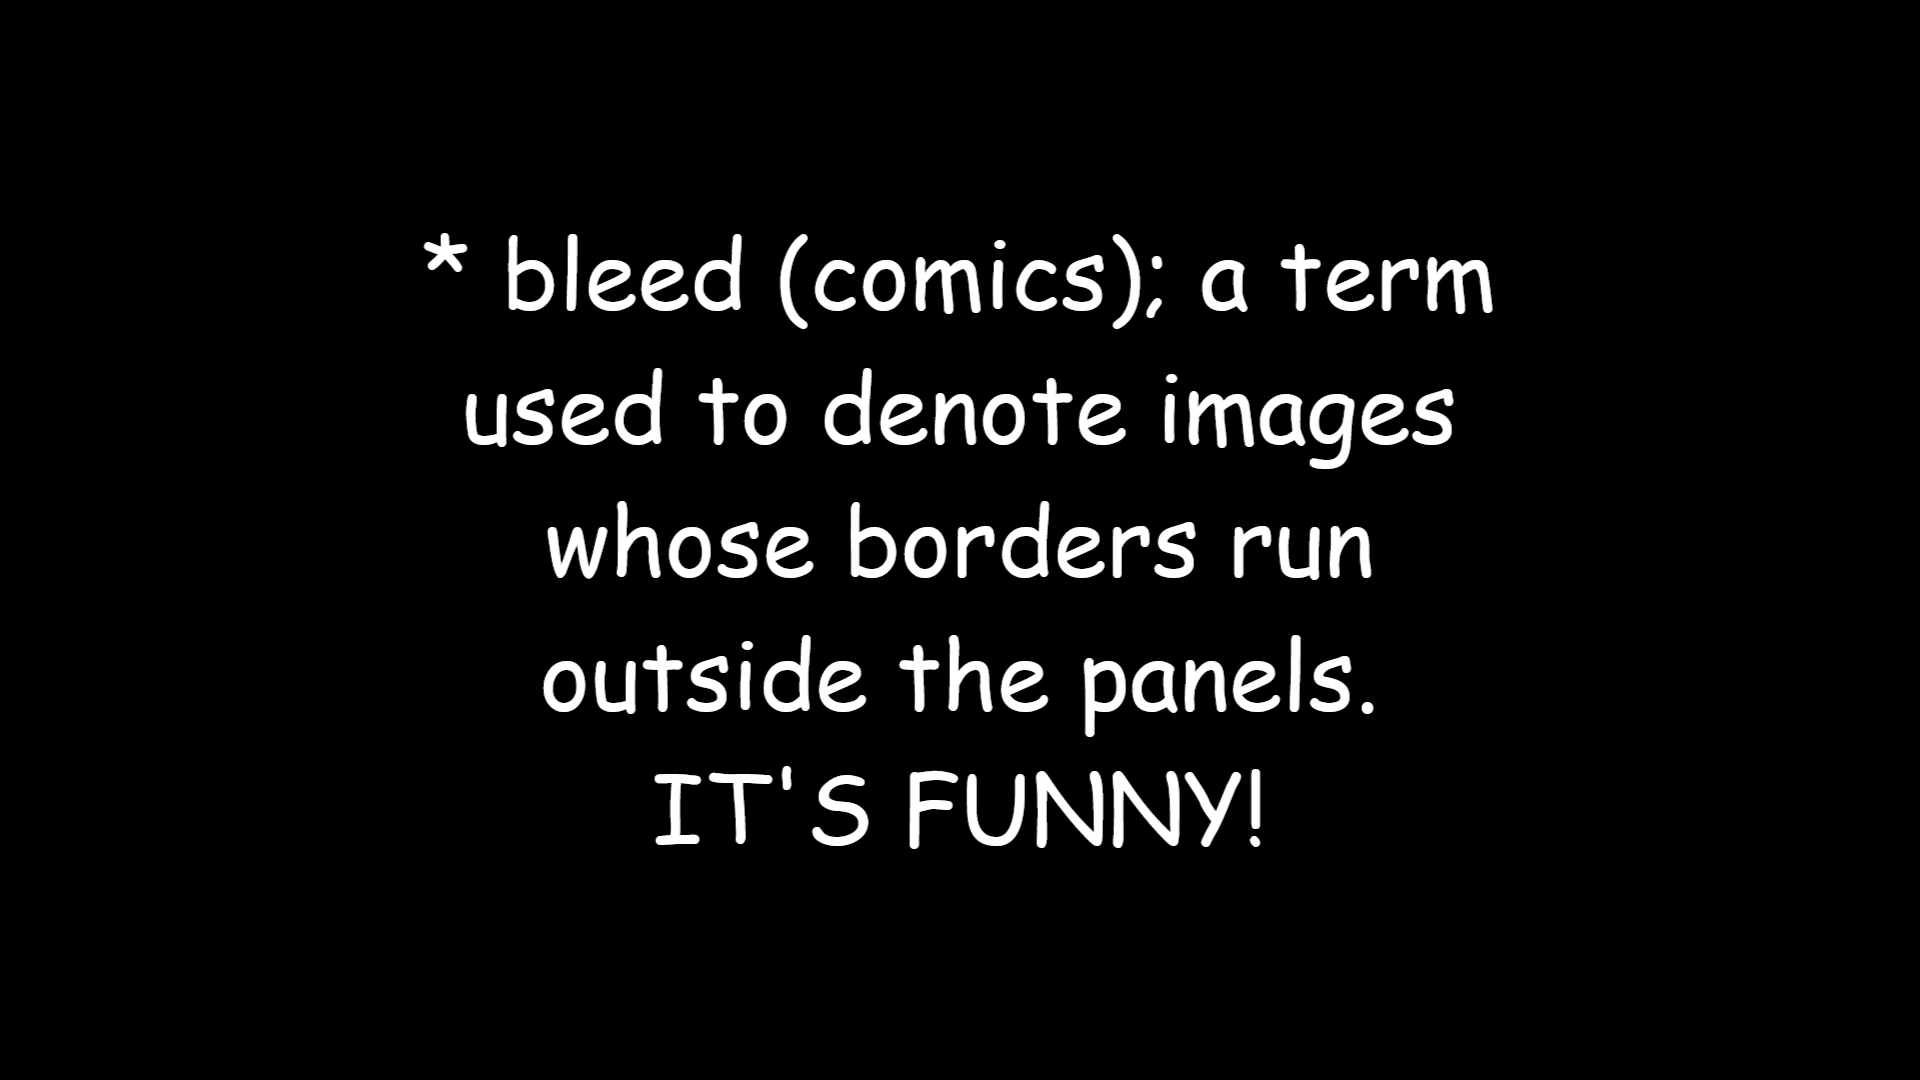 * bleed (comics); a term
used to denote images
whose borders run
outside the panels.
IT'S FUNNY!